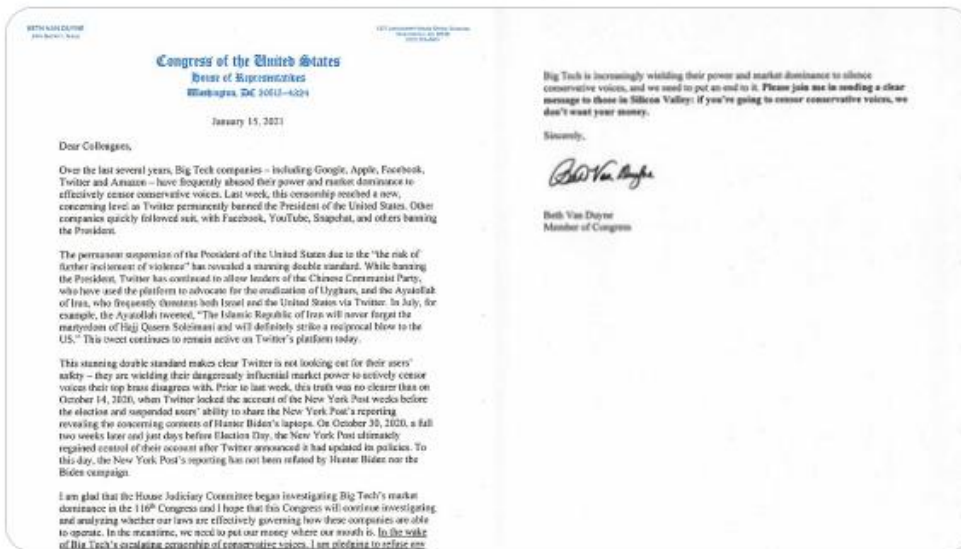 BETH VAN DUYNE
Congress of the United States
House of Representatives
Washington, DC 20515-4324
January 15, 2021
Dear Colleagues,
Over the last several years, Big Tech companies – including Google, Apple, Facebook,
Twitter and Amazon – have frequently abused their power and market dominance to
effectively censor conservative voices. Last week, this censorship reached a new,
concerning level as Twitter permanently banned the President of the United States. Other
companies quickly followed suit, with Facebook, YouTube, Snapchat, and others banning
the President.
The permanent suspension of the President of the United States due to the "the risk of
further incitement of violence" has revealed a stunning double standard. While banning
the President, Twitter has continued to allow leaders of the Chinese Communist Party,
who have used the platform to advocate for the eradication of Uyghurs, and the Ayatollah
of Iran, who frequently threatens both Israel and the United States via Twitter. In July, for
example, the Ayatollah tweeted, "The Islamic Republic of Iran will never forget the
martyrdom of Hajj Qasem Soleimani and will definitely strike a reciprocal blow to the
US." This tweet continues to remain active on Twitter's platform today.
This stunning double standard makes clear Twitter is not looking out for their users'
safety – they are wielding their dangerously influential market power to actively censor
voices their top brass disagrees with. Prior to last week, this truth was no clearer than on
October 14, 2020, when Twitter locked the account of the New York Post weeks before
the election and suspended users' ability to share the New York Post's reporting
revealing the concerning contents of Hunter Biden's laptops. On October 30, 2020, a full
two weeks later and just days before Election Day, the New York Post ultimately
regained control of their account after Twitter announced it had updated its policies. To
this day, the New York Post's reporting has not been refuted by Hunter Biden nor the
Biden campaign.
I am glad that the House Judiciary Committee began investigating Big Tech's market
dominance in the 116th Congress and I hope that this Congress will continue investigating
and analyzing whether our laws are effectively governing how these companies are able
to operate. In the meantime, we need to put our money where our mouth is. In the wake
of Big Tech's escalating censorship of conservative voices, I am pledging to refuse any
Big Tech is increasingly wielding their power and market dominance to silence
conservative voices, and we need to put an end to it. Please join me in sending a clear
message to those in Silicon Valley: if you're going to censor conservative voices, we
don't want your money.
Sincerely,
Beth Van Duyne
Beth Van Duyne
Member of Congress